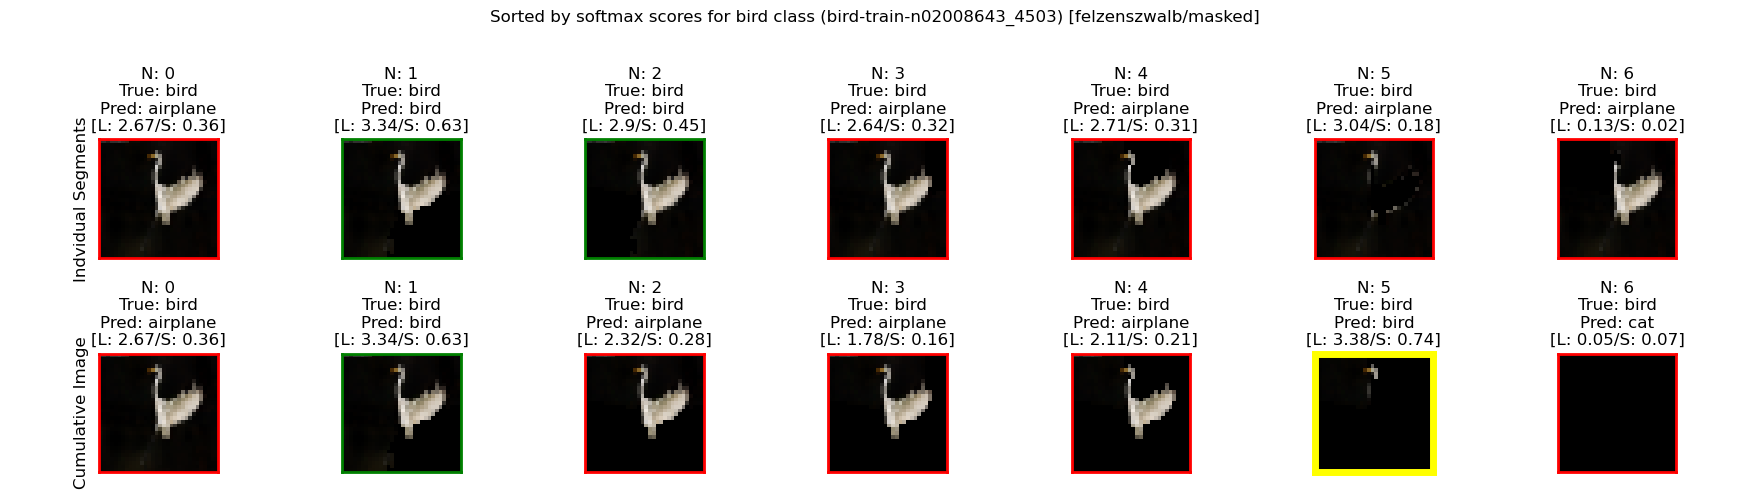 Sorted by softmax scores for bird class (bird-train-n02008643_4503) [felzenszwalb/masked]
Indvidual Segments
N: 0
True: bird
Pred: airplane
[L: 2.67/S: 0.36]
N: 1
True: bird
Pred: bird
[L: 3.34/S: 0.63]
N: 2
True: bird
Pred: bird
[L: 2.9/S: 0.45]
N: 3
True: bird
Pred: airplane
[L: 2.64/S: 0.32]
N: 4
True: bird
Pred: airplane
[L: 2.71/S: 0.31]
N: 5
True: bird
Pred: airplane
[L: 3.04/S: 0.18]
N: 6
True: bird
Pred: airplane
[L: 0.13/S: 0.02]
Cumulative Image
N: 0
True: bird
Pred: airplane
[L: 2.67/S: 0.36]
N: 1
True: bird
Pred: bird
[L: 3.34/S: 0.63]
N: 2
True: bird
Pred: airplane
[L: 2.32/S: 0.28]
N: 3
True: bird
Pred: airplane
[L: 1.78/S: 0.16]
N: 4
True: bird
Pred: airplane
[L: 2.11/S: 0.21]
N: 5
True: bird
Pred: bird
[L: 3.38/S: 0.74]
N: 6
True: bird
Pred: cat
[L: 0.05/S: 0.07]